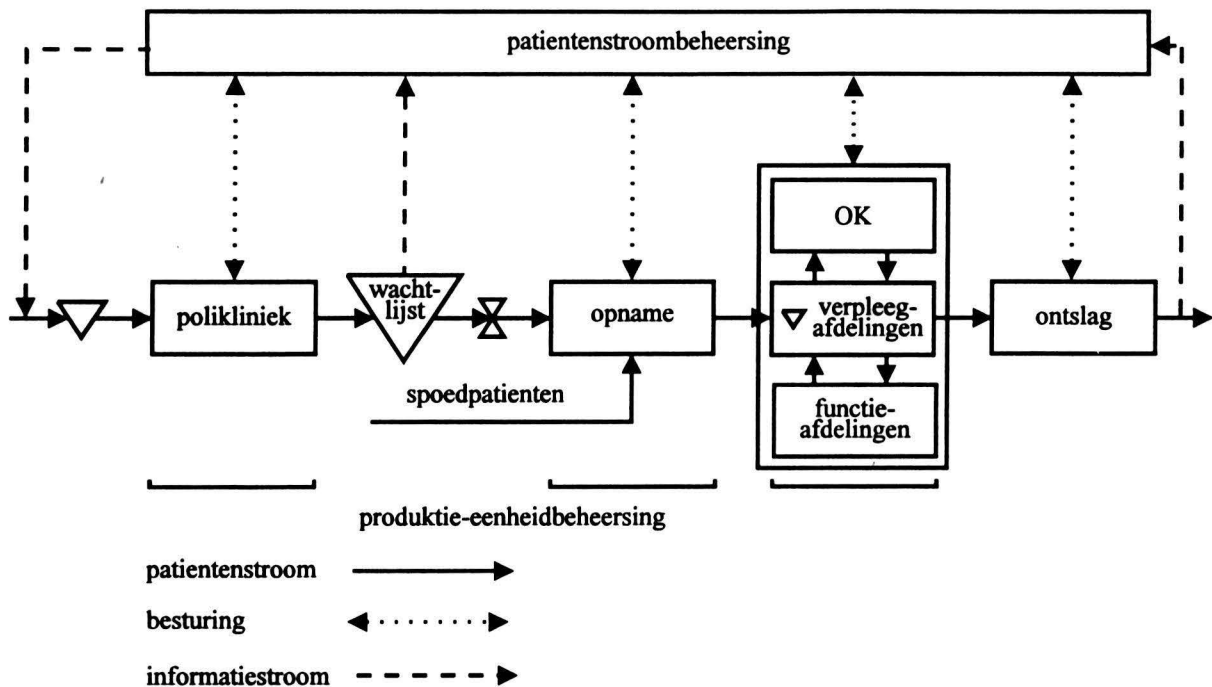 patientenstroombeheersing
OK
wacht-
lijst
polikliniek
opname
verpleeg-
afdelingen
ontslag
spoedpatienten
functie-
afdelingen
produktie-eenheidbeheersing
patientenstroom
besturing
informatiestroom